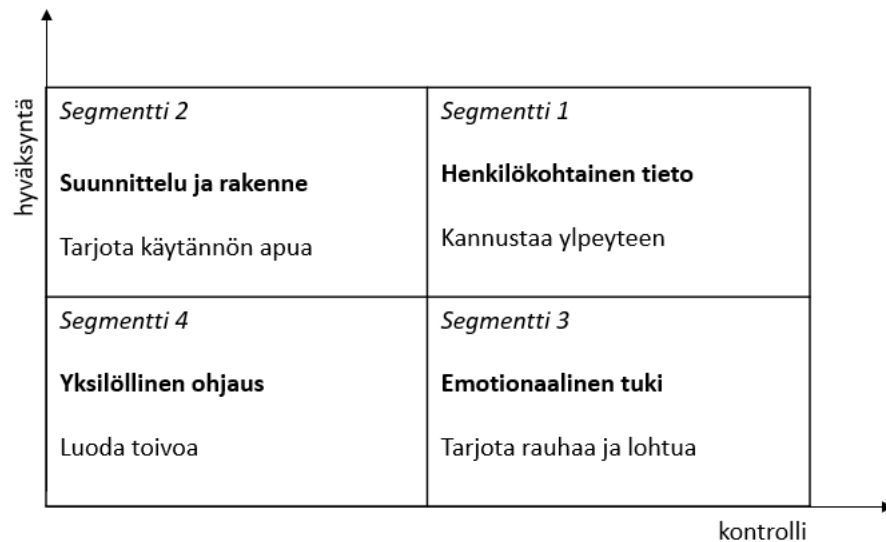 hyväksyntä
Segmentti 2
Suunnittelu ja rakenne
Tarjota käytännön apua
Segmentti 1
Henkilökohtainen tieto
Kannustaa ylpeyteen
Segmentti 4
Yksilöllinen ohjaus
Luoda toivoa
Segmentti 3
Emotionaalinen tuki
Tarjota rauhaa ja lohtua
kontrolli